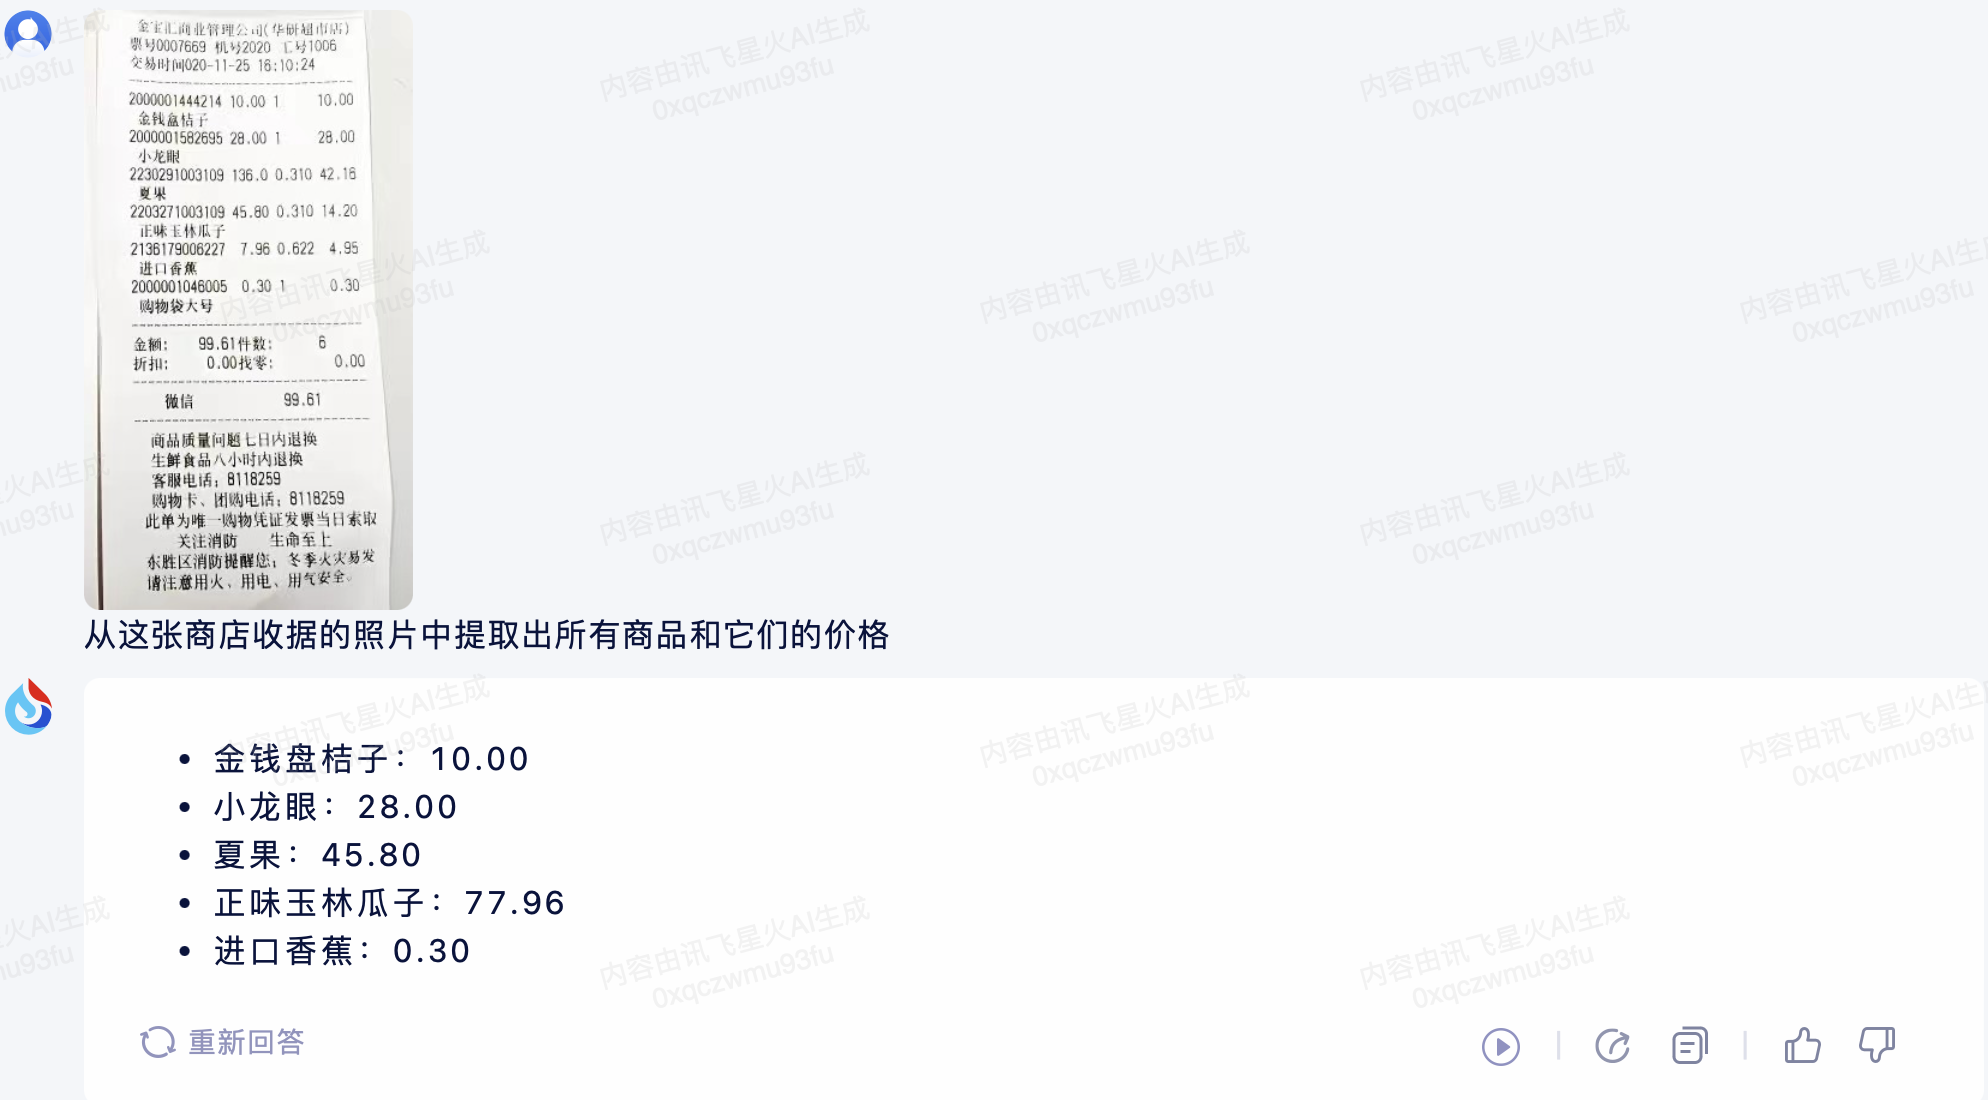 金宝汇商业管理公司(华研超市店)
票号0007669 机号2020 工号1006
交易时间020-11-25 16:10:24
2000001444214 10.00 1 10.00
金钱盒桔子
2000001582695 28.00 1 28.00
小龙眼
2230291003109 136.0 0.310 42.16
夏果
2203271003109 45.80 0.310 14.20
正味玉林瓜子
2136179006227 7.96 0.622 4.95
进口香蕉
2000001046005 0.30 1 0.30
购物袋大号
金额: 99.61件数: 6
折扣: 0.00找零: 0.00
微信 99.61
商品质量问题七日内退换
生鲜食品八小时内退换
客服电话: 8118259
购物卡、团购电话: 8118259
此单为唯一购物凭证发票当日索取
关注消防 生命至上
东胜区消防提醒您: 冬季火灾易发
请注意用火、用电、用气安全。
从这张商店收据的照片中提取出所有商品和它们的价格
金钱盘桔子: 10.00
小龙眼: 28.00
夏果: 45.80
正味玉林瓜子: 77.96
进口香蕉: 0.30
重新回答
内容由讯飞星火AI生成
0xqczwmu93fu